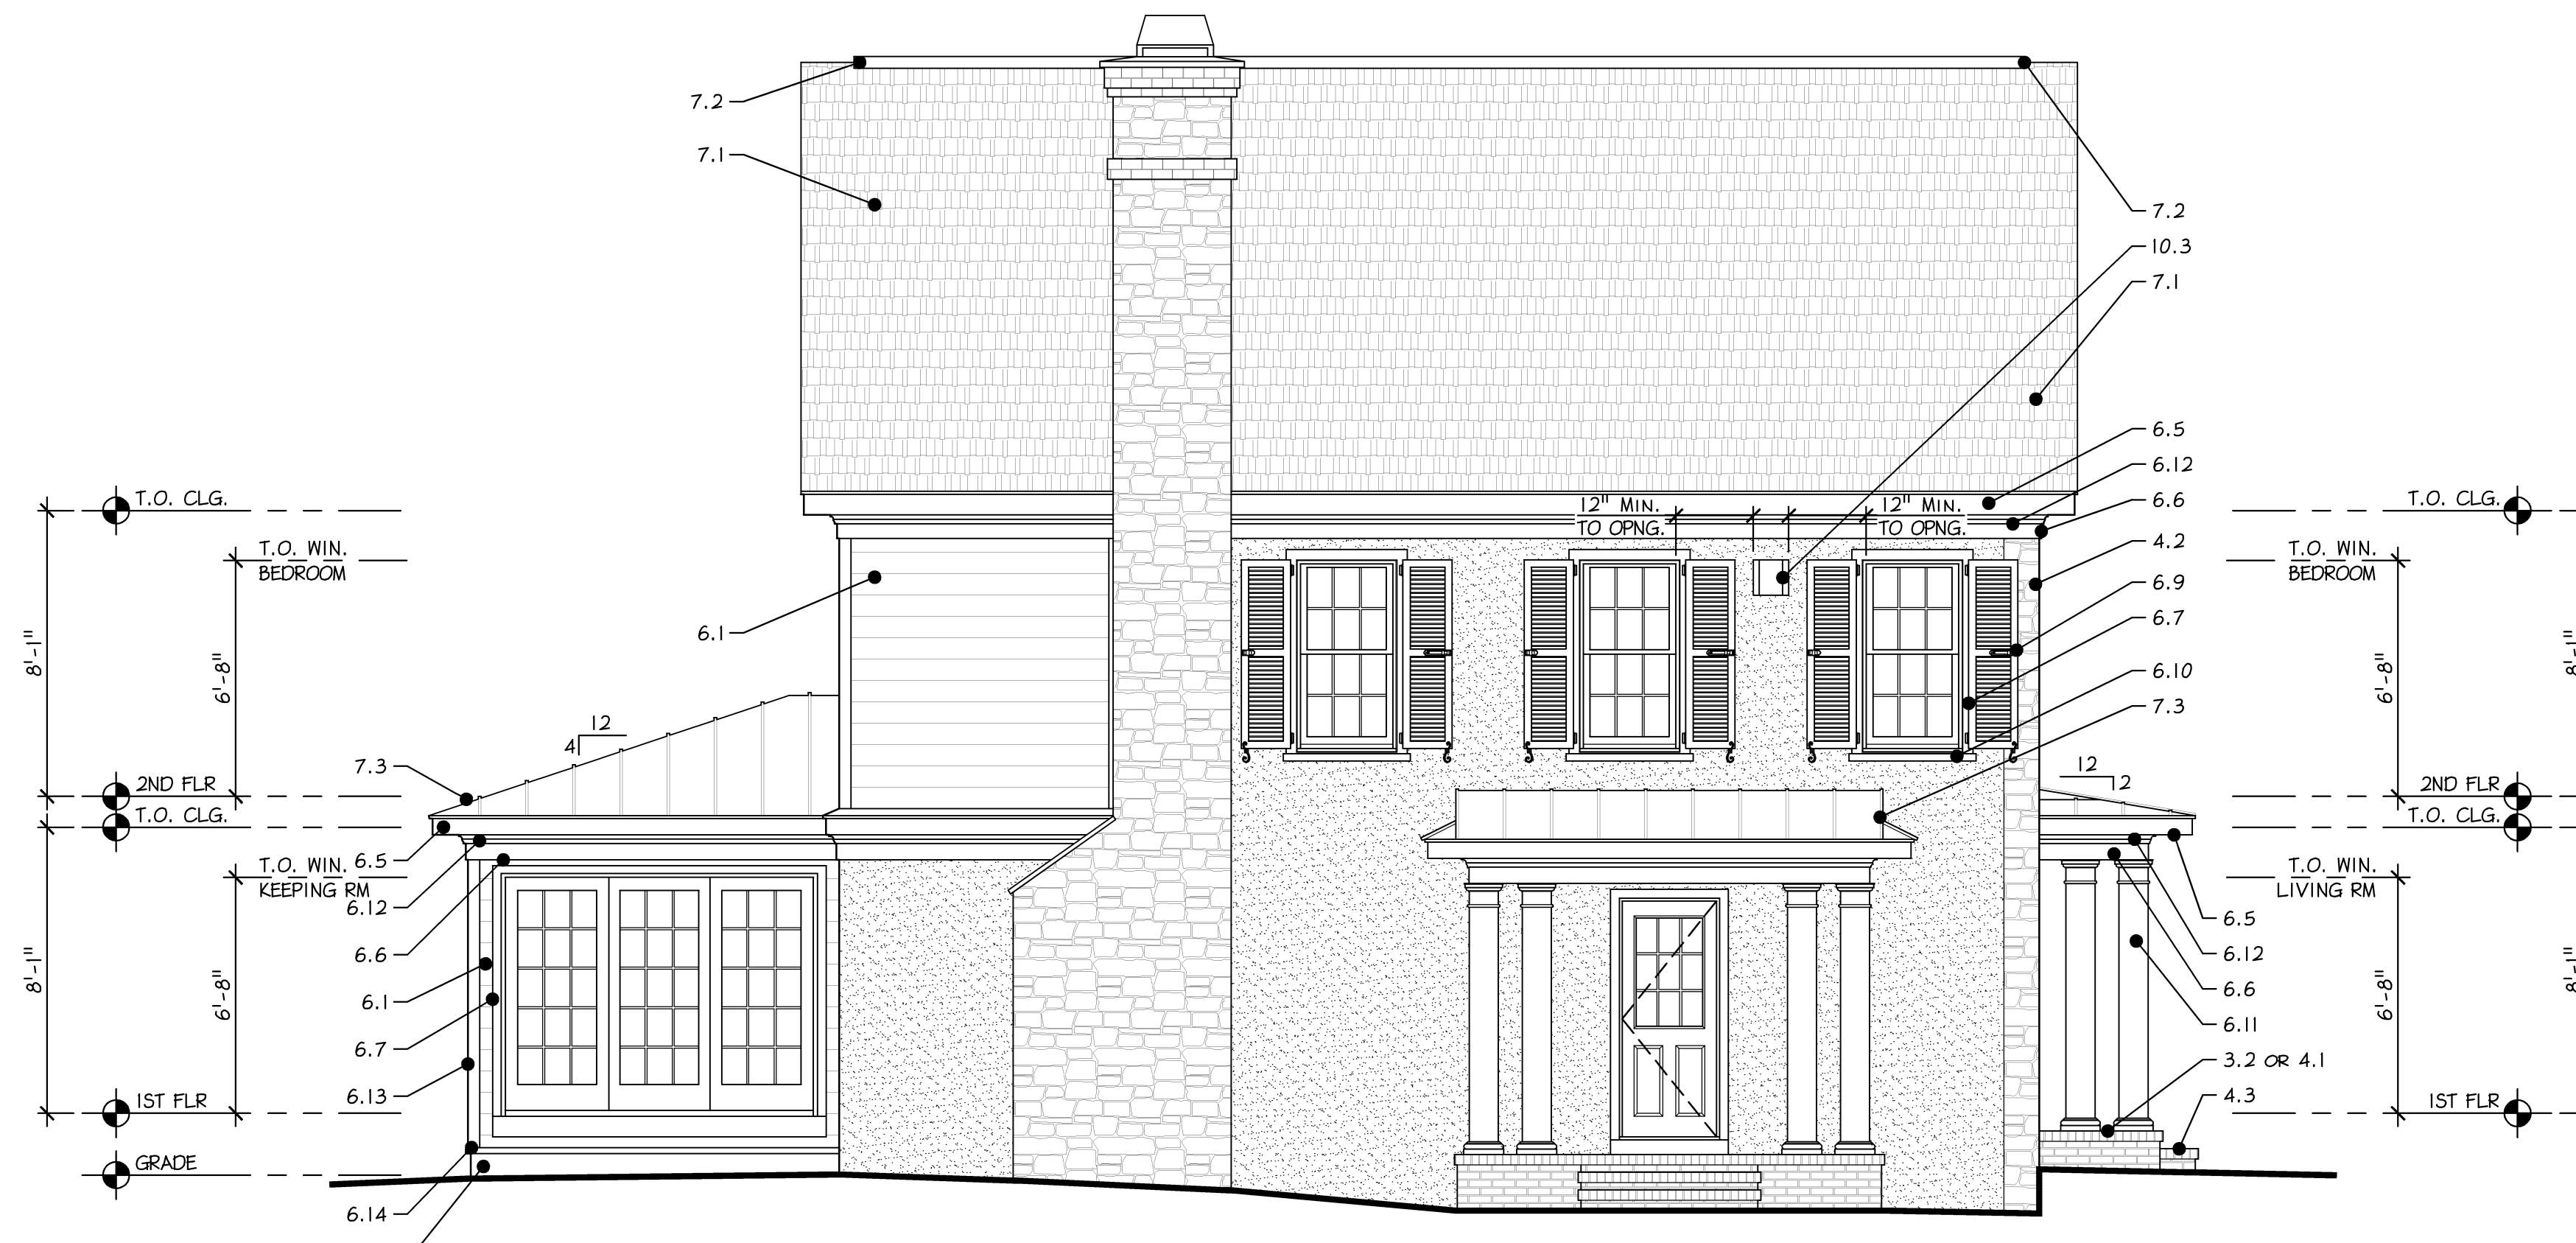 7.2
7.1
7.2
10.3
7.1
6.5
6.12
6.6
4.2
6.9
6.7
6.10
7.3
12" MIN.
TO OPNG.
12" MIN.
TO OPNG.
T.O. CLG.
T.O. WIN.
BEDROOM
8'-1"
6'-8"
6.1
12
4
7.3
2ND FLR
T.O. CLG.
6.5
T.O. WIN.
KEEPING RM
6.12
6.6
6.1
6.7
6.13
8'-1"
6'-8"
1ST FLR
GRADE
6.14
T.O. CLG.
T.O. WIN.
BEDROOM
6'-8"
8'-1"
12
2
2ND FLR
T.O. CLG.
T.O. WIN.
LIVING RM
6.5
6.12
6.6
6.11
3.2 OR 4.1
4.3
6'-8"
8'-1"
1ST FLR